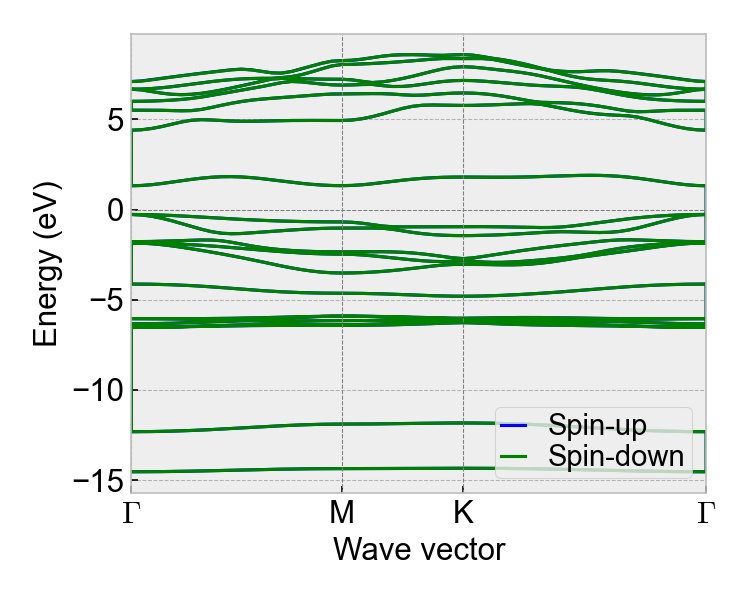 5
0
−5
−10
−15
Energy (eV)
Spin-up
Spin-down
Γ M K Γ
Wave vector